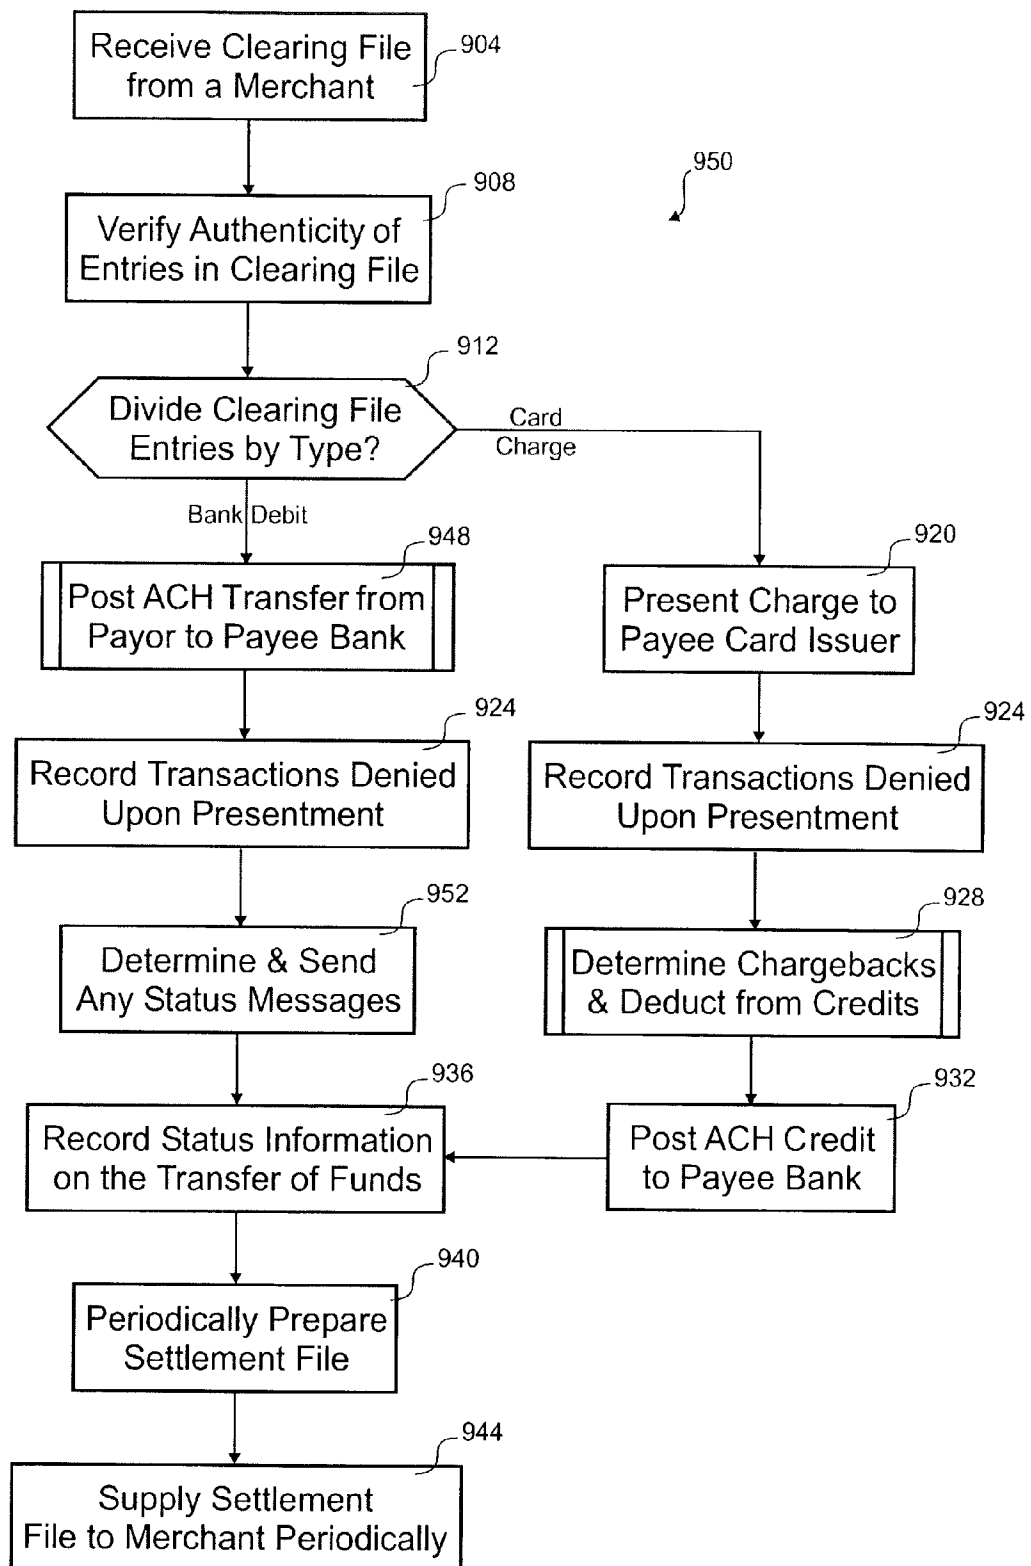 Receive Clearing File
from a Merchant
904
950
908
Verify Authenticity of
Entries in Clearing File
912
Divide Clearing File
Entries by Type?
Card
Charge
Bank Debit
948
Post ACH Transfer from
Payor to Payee Bank
920
Present Charge to
Payee Card Issuer
924
Record Transactions Denied
Upon Presentment
924
Record Transactions Denied
Upon Presentment
952
Determine & Send
Any Status Messages
928
Determine Chargebacks
& Deduct from Credits
936
Record Status Information
on the Transfer of Funds
932
Post ACH Credit
to Payee Bank
940
Periodically Prepare
Settlement File
944
Supply Settlement
File to Merchant Periodically